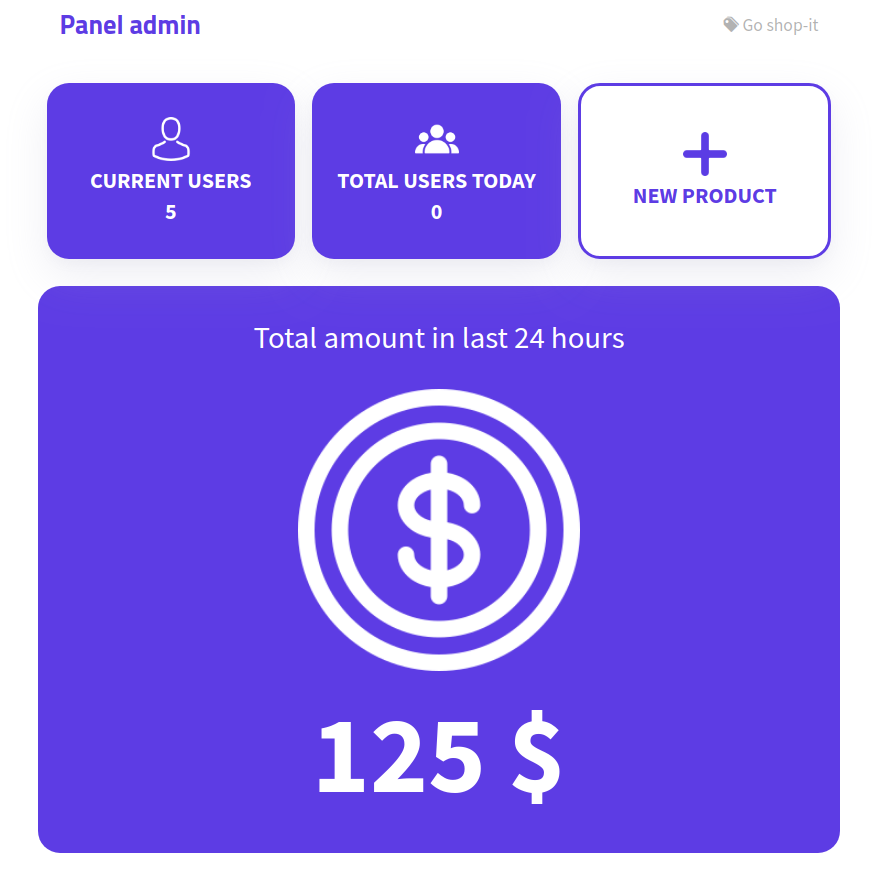 Panel admin
Go shop-it
CURRENT USERS
5
TOTAL USERS TODAY
0
NEW PRODUCT
Total amount in last 24 hours
125 $